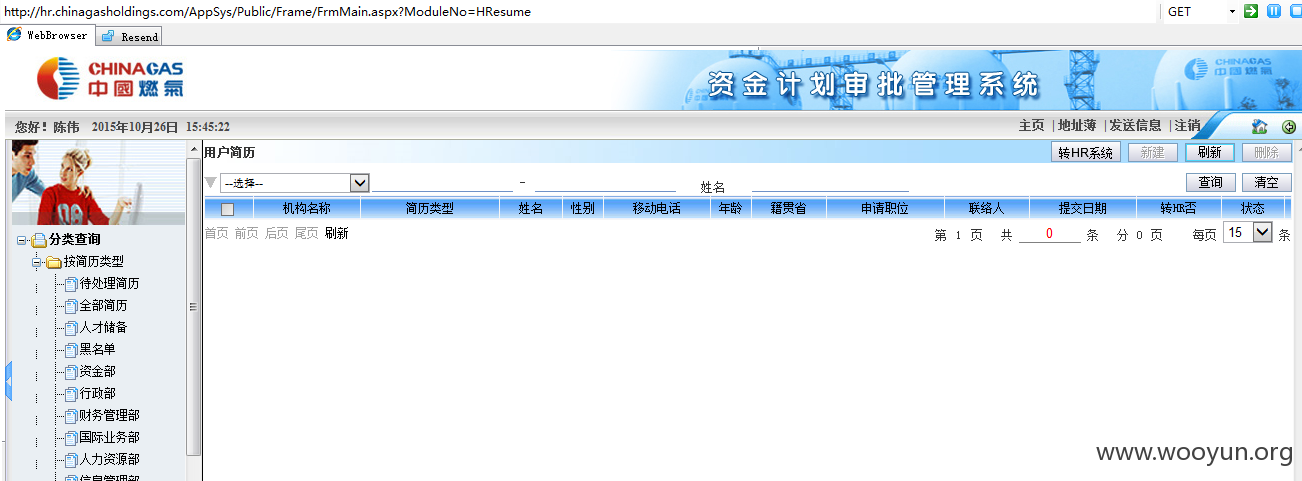 http://hr.chinagasholdings.com/AppSys/Public/Frame/FrmMain.aspx?ModuleNo=HResume GET
WebBrowser Resend
CHINAGAS
中國燃氣
资金计划审批管理系统
CHINAGAS
中國燃氣
您好！陈伟 2015年10月26日 15:45:22 主页 |地址薄 |发送信息 |注销
用户简历 转HR系统 新建 刷新 删除
--选择-- - 姓名 查询 清空
机构名称 简历类型 姓名 性别 移动电话 年龄 籍贯省 申请职位 联络人 提交日期 转HR否 状态
首页 前页 后页 尾页 刷新 第 1 页 共 0 条 分 0 页 每页 15 条
分类查询
按简历类型
待处理简历
全部简历
人才储备
黑名单
资金部
行政部
财务管理部
国际业务部
人力资源部
信息管理部
www.wooyun.org